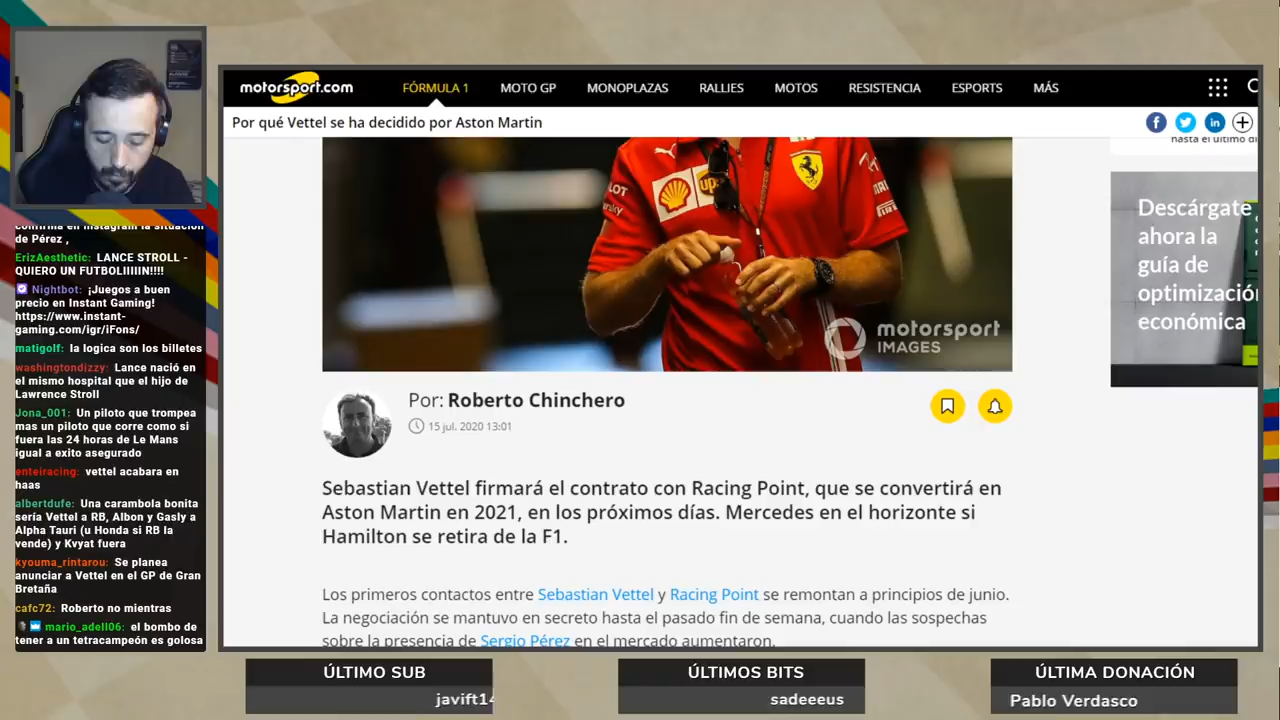 confirma en instagram la situación
de Pérez ,
ErizAesthetic: LANCE STROLL -
QUIERO UN FUTBOLIIIIIN!!!!
Nightbot: ¡Juegos a buen
precio en Instant Gaming!
https://www.instant-
gaming.com/igr/iFons/
matigolf: la logica son los billetes
washingtondizzy: Lance nació en
el mismo hospital que el hijo de
Lawrence Stroll
Jona_001: Un piloto que trompea
mas un piloto que corre como si
fuera las 24 horas de Le Mans
igual a exito asegurado
enteiracing: vettel acabara en
haas
albertdufe: Una carambola bonita
sería Vettel a RB, Albon y Gasly a
Alpha Tauri (u Honda si RB la
vende) y Kvyat fuera
kyouma_rintarou: Se planea
anunciar a Vettel en el GP de Gran
Bretaña
cafc72: Roberto no mientras
mario_adell06: el bombo de
tener a un tetracampeón es golosa
motorsport.com
FÓRMULA 1 MOTO GP MONOPLAZAS RALLIES MOTOS RESISTENCIA ESPORTS MÁS
Por qué Vettel se ha decidido por Aston Martin
motorsport
IMAGES
Por: Roberto Chinchero
15 jul. 2020 13:01
Sebastian Vettel firmará el contrato con Racing Point, que se convertirá en
Aston Martin en 2021, en los próximos días. Mercedes en el horizonte si
Hamilton se retira de la F1.
Los primeros contactos entre Sebastian Vettel y Racing Point se remontan a principios de junio.
La negociación se mantuvo en secreto hasta el pasado fin de semana, cuando las sospechas
sobre la presencia de Sergio Pérez en el mercado aumentaron.
hasta el último dí
Descárgate
ahora la
guía de
optimización
económica
ÚLTIMO SUB
javift14
ÚLTIMOS BITS
sadeeeus
ÚLTIMA DONACIÓN
Pablo Verdasco